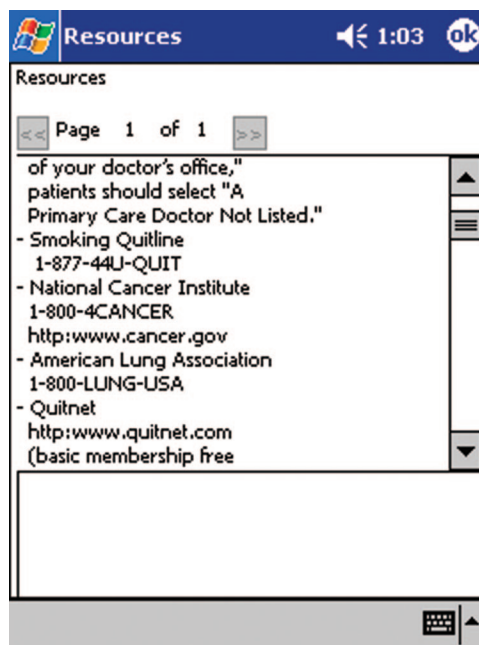 Resources 1:03 ok
Resources
<< Page 1 of 1 >>
of your doctor's office,"
patients should select "A
Primary Care Doctor Not Listed."
- Smoking Quitline
1-877-44U-QUIT
- National Cancer Institute
1-800-4CANCER
http:www.cancer.gov
- American Lung Association
1-800-LUNG-USA
- Quitnet
http:www.quitnet.com
(basic membership free